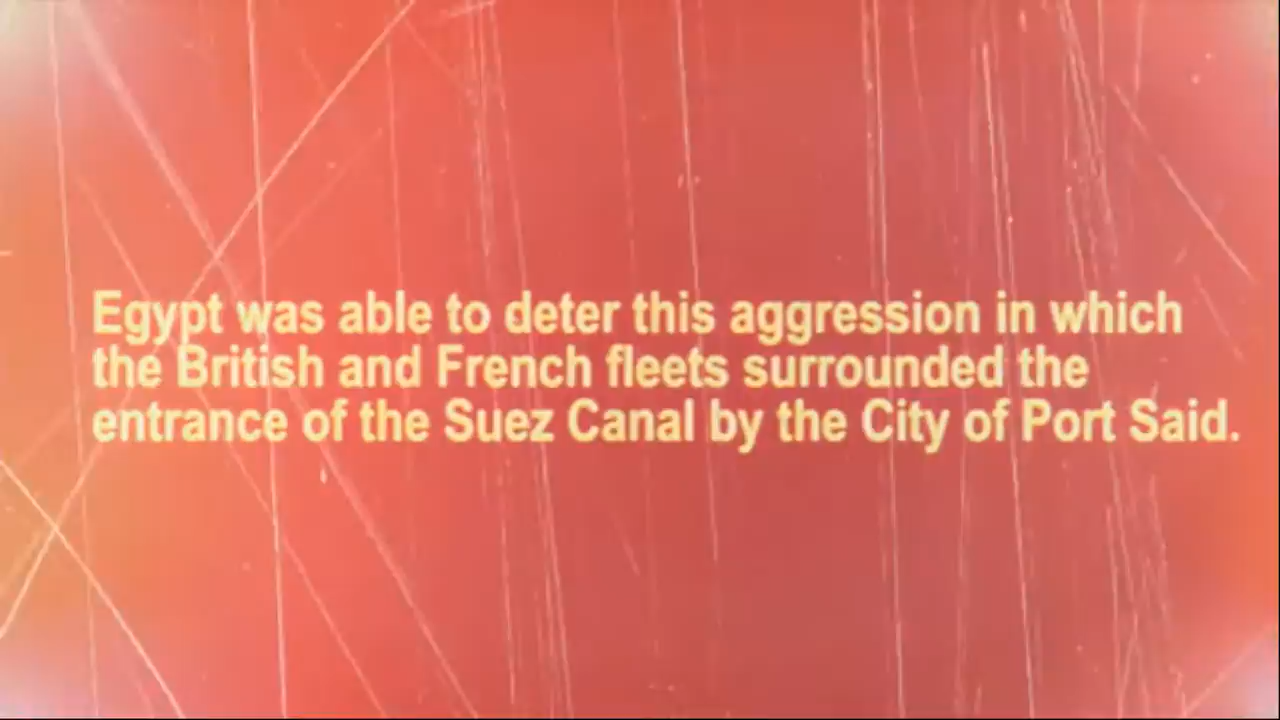 Egypt was able to deter this aggression in which
the British and French fleets surrounded the
entrance of the Suez Canal by the City of Port Said.